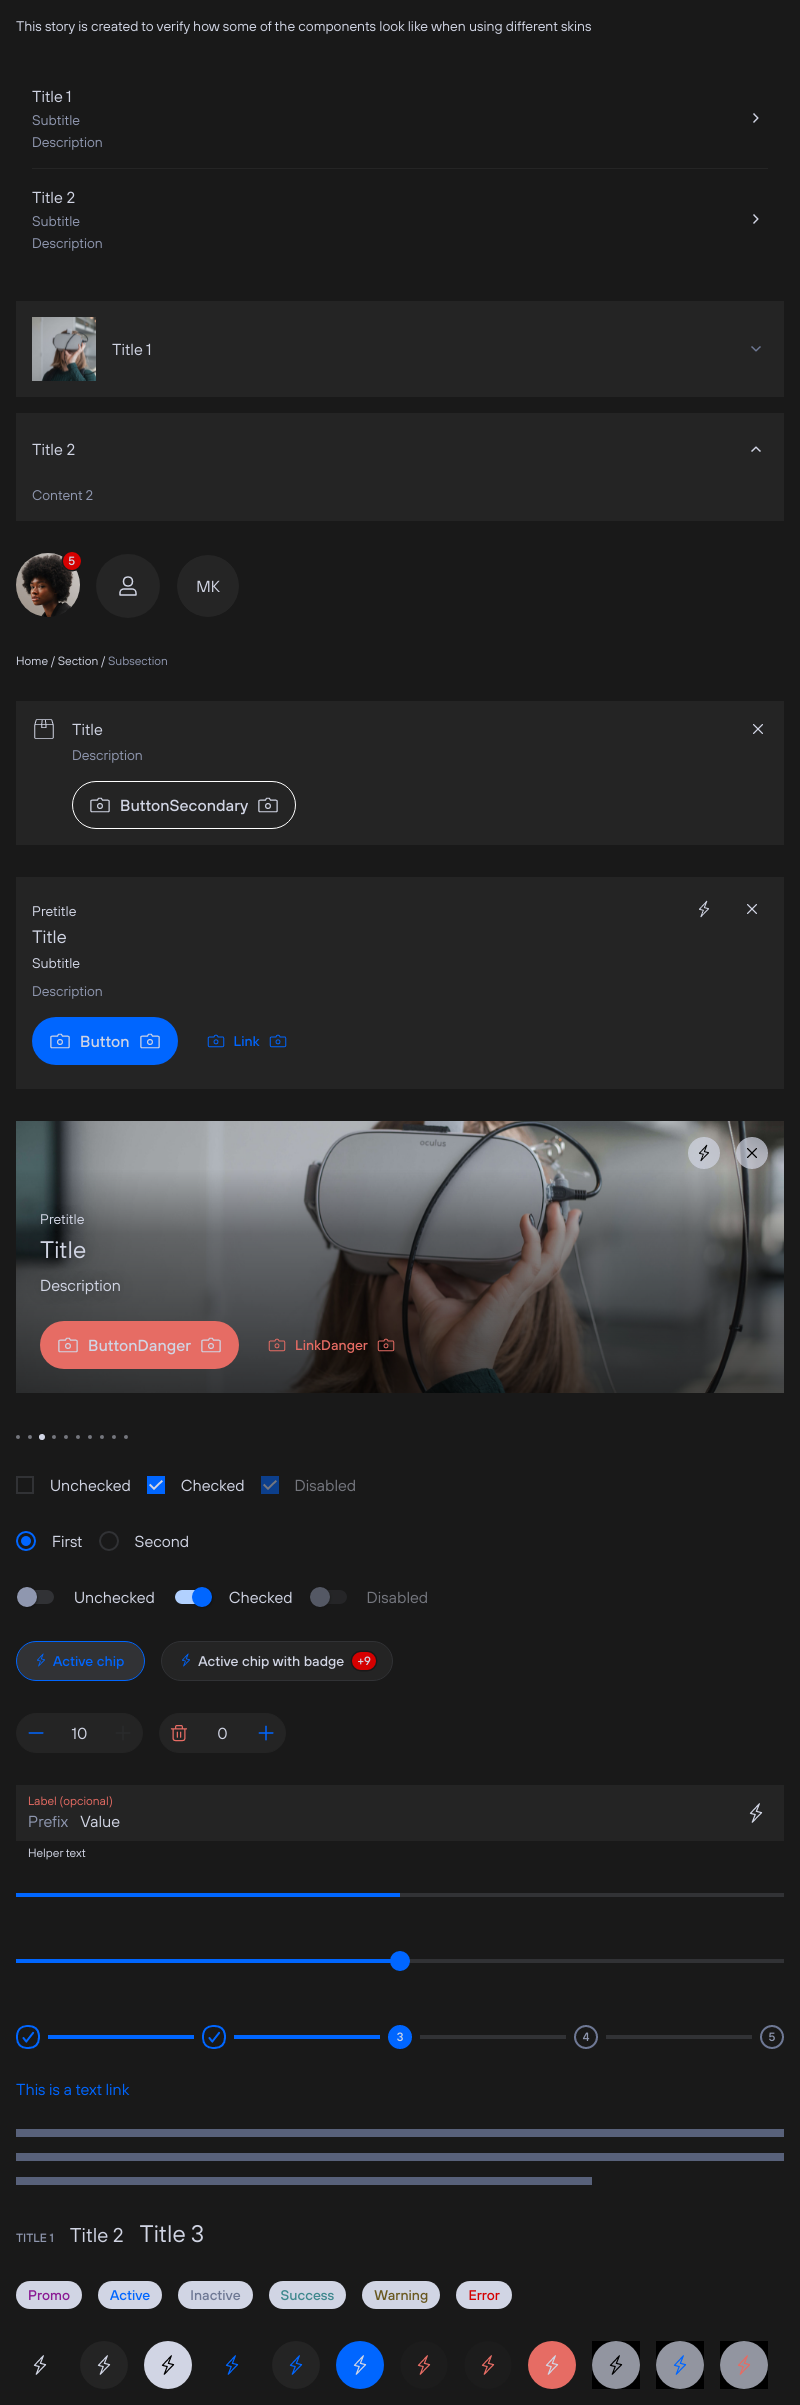 This story is created to verify how some of the components look like when using different skins
Title 1
Subtitle
Description
Title 2
Subtitle
Description
Title 1
Title 2
Content 2
5
MK
Home / Section / Subsection
Title
Description
ButtonSecondary
Pretitle
Title
Subtitle
Description
Button Link
oculus
Pretitle
Title
Description
ButtonDanger LinkDanger
Unchecked Checked Disabled
First Second
Unchecked Checked Disabled
Active chip Active chip with badge +9
10 0
Label (opcional)
Prefix Value
Helper text
3 4 5
This is a text link
TITLE 1 Title 2 Title 3
Promo Active Inactive Success Warning Error